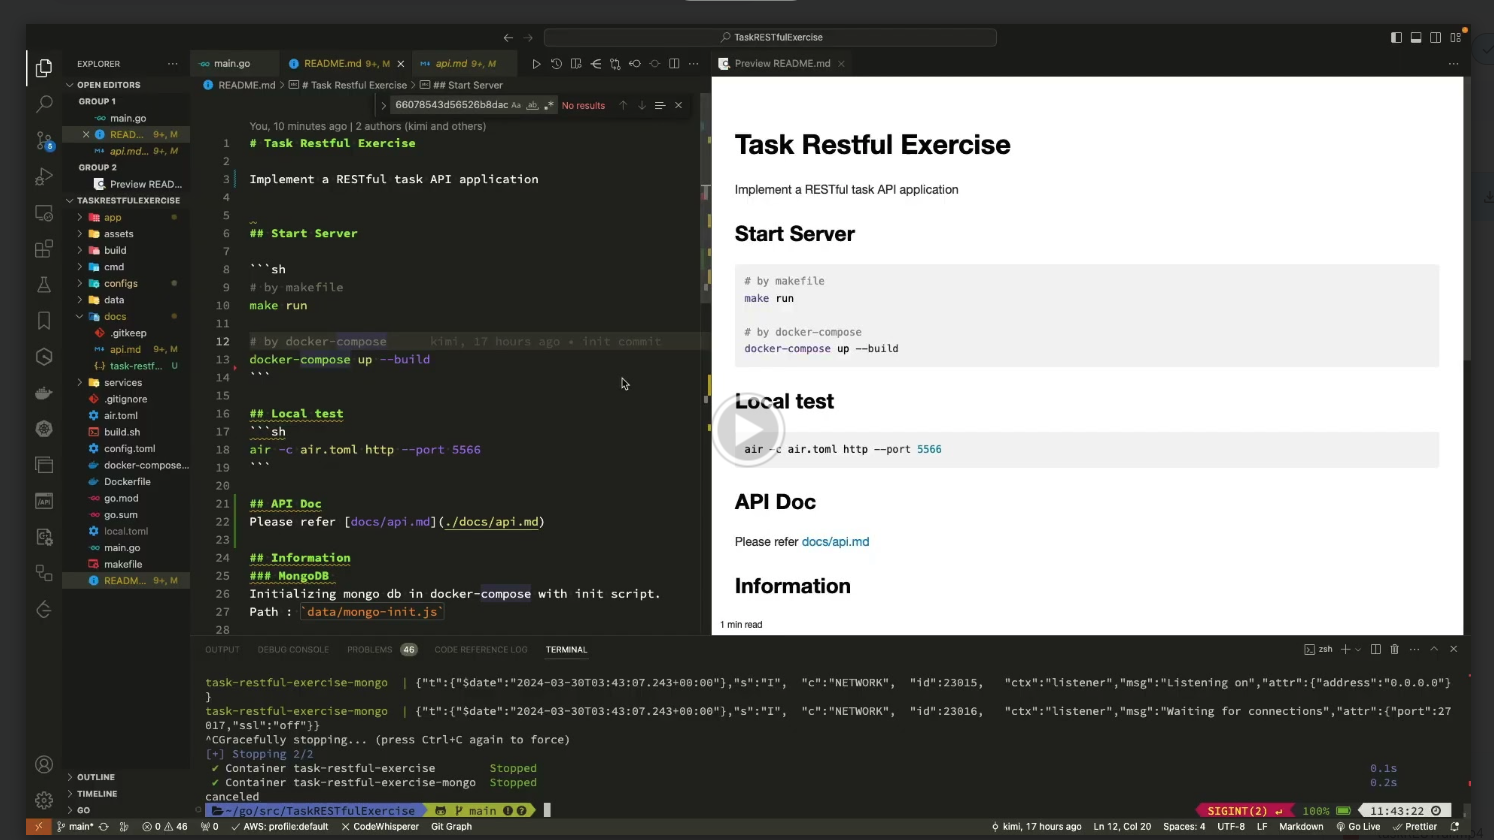 TaskRESTfulExercise
EXPLORER
OPEN EDITORS
GROUP 1
main.go
READ... 9+, M
api.md... 9+, M
GROUP 2
Preview READ...
TASKRESTFULEXERCISE
app
assets
build
cmd
configs
data
docs
.gitkeep
api.md 9+, M
task-restf... U
services
.gitignore
air.toml
build.sh
config.toml
docker-compose...
Dockerfile
go.mod
go.sum
local.toml
main.go
makefile
READM... 9+, M
OUTLINE
TIMELINE
GO
main.go
README.md 9+, M
api.md 9+, M
README.md > # Task Restful Exercise > ## Start Server
66078543d56526b8dac Aa ab .* No results
You, 10 minutes ago | 2 authors (kimi and others)
1 # Task Restful Exercise
2
3 Implement a RESTful task API application
4
5
6 ## Start Server
7
8 ```sh
9 # by makefile
10 make run
11
12 # by docker-compose kimi, 17 hours ago • init commit
13 docker-compose up --build
14 ```
15
16 ## Local test
17 ```sh
18 air -c air.toml http --port 5566
19 ```
20
21 ## API Doc
22 Please refer [docs/api.md](./docs/api.md)
23
24 ## Information
25 ### MongoDB
26 Initializing mongo db in docker-compose with init script.
27 Path : `data/mongo-init.js`
28
Preview README.md
Task Restful Exercise
Implement a RESTful task API application
Start Server
# by makefile
make run
# by docker-compose
docker-compose up --build
Local test
air -c air.toml http --port 5566
API Doc
Please refer docs/api.md
Information
1 min read
OUTPUT DEBUG CONSOLE PROBLEMS 46 CODE REFERENCE LOG TERMINAL zsh
task-restful-exercise-mongo | {"t":{"$date":"2024-03-30T03:43:07.243+00:00"},"s":"I", "c":"NETWORK", "id":23015, "ctx":"listener","msg":"Listening on","attr":{"address":"0.0.0.0"}
}
task-restful-exercise-mongo | {"t":{"$date":"2024-03-30T03:43:07.243+00:00"},"s":"I", "c":"NETWORK", "id":23016, "ctx":"listener","msg":"Waiting for connections","attr":{"port":27
017,"ssl":"off"}}
^CGracefully stopping... (press Ctrl+C again to force)
[+] Stopping 2/2
✔ Container task-restful-exercise Stopped 0.1s
✔ Container task-restful-exercise-mongo Stopped 0.2s
canceled
~/go/src/TaskRESTfulExercise main SIGINT(2) 100% 11:43:22
main* 0 46 0 AWS: profile:default CodeWhisperer Git Graph kimi, 17 hours ago Ln 12, Col 20 Spaces: 4 UTF-8 LF Markdown Go Live Prettier